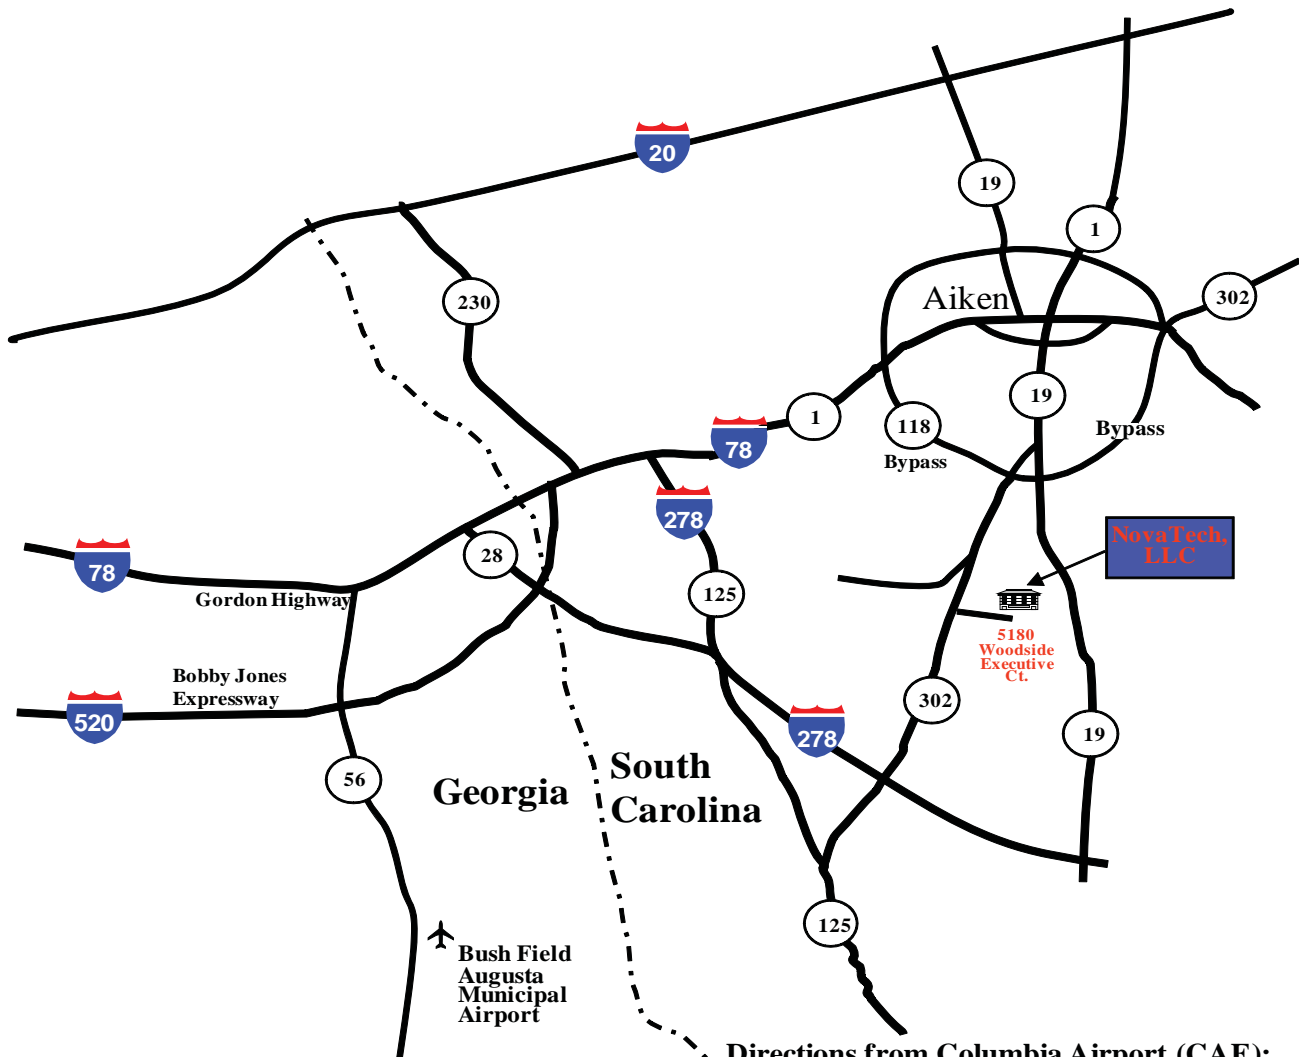 20
19
1
302
230
Aiken
19
1
118
Bypass
78
Bypass
278
NovaTech,
LLC
28
78
125
Gordon Highway
5180
Woodside
Executive
Ct.
Bobby Jones
Expressway
302
520
278
19
56
Georgia
South
Carolina
125
Bush Field
Augusta
Municipal
Airport
Directions from Columbia Airport (CAE):